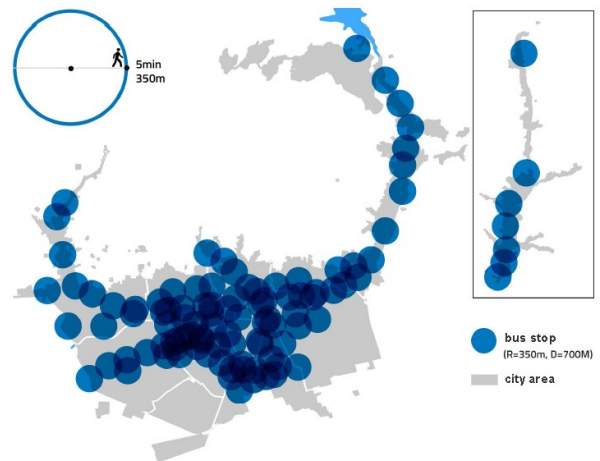 5min
350m
bus stop
(R=350m, D=700M)
city area